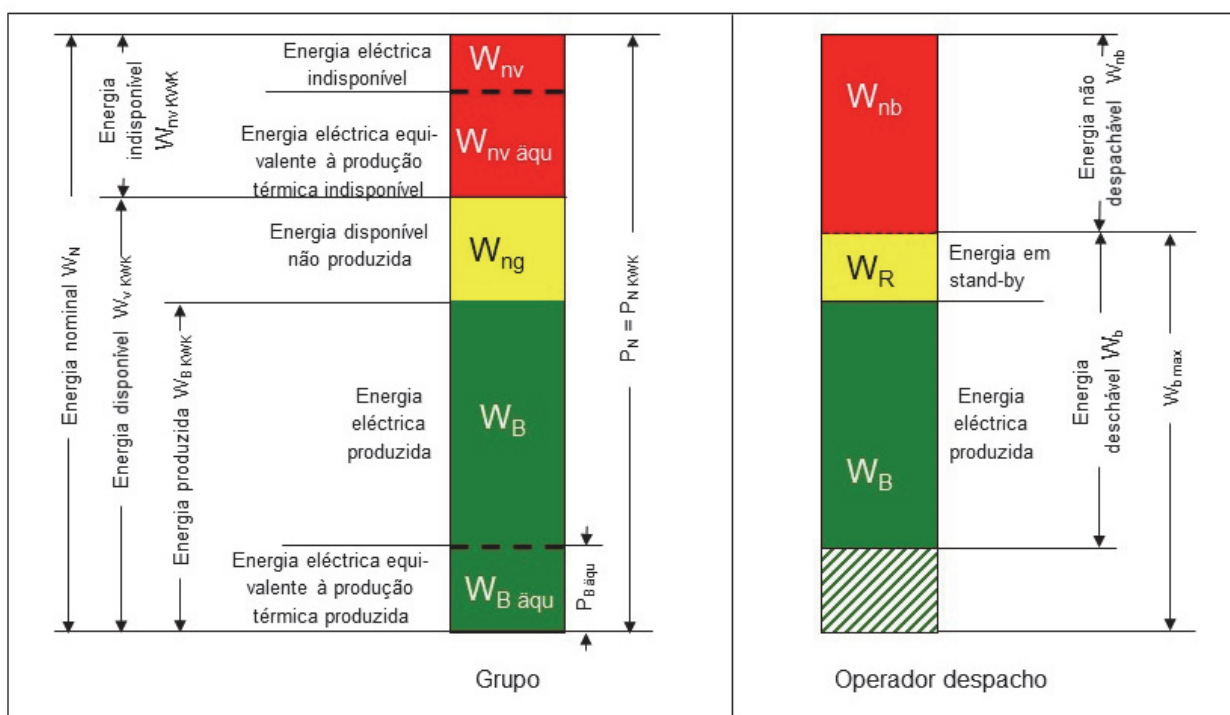 Energia nominal W_N
Energia
indisponível
W_nv KWK
Energia disponível W_v KWK
Energia produzida W_B KWK
Energia eléctrica
indisponível
Energia eléctrica equi-
valente à produção
térmica indisponível
Energia disponível
não produzida
Energia
eléctrica
produzida
Energia eléctrica equi-
valente à produção
térmica produzida
W_nv
W_nv äqu
W_ng
W_B
W_B äqu
P_B äqu
P_N = P_N KWK
Grupo
W_nb
W_R
W_B
Energia não
despachável W_nb
Energia em
stand-by
Energia
eléctrica
produzida
Energia
deschável W_b
W_b max
Operador despacho